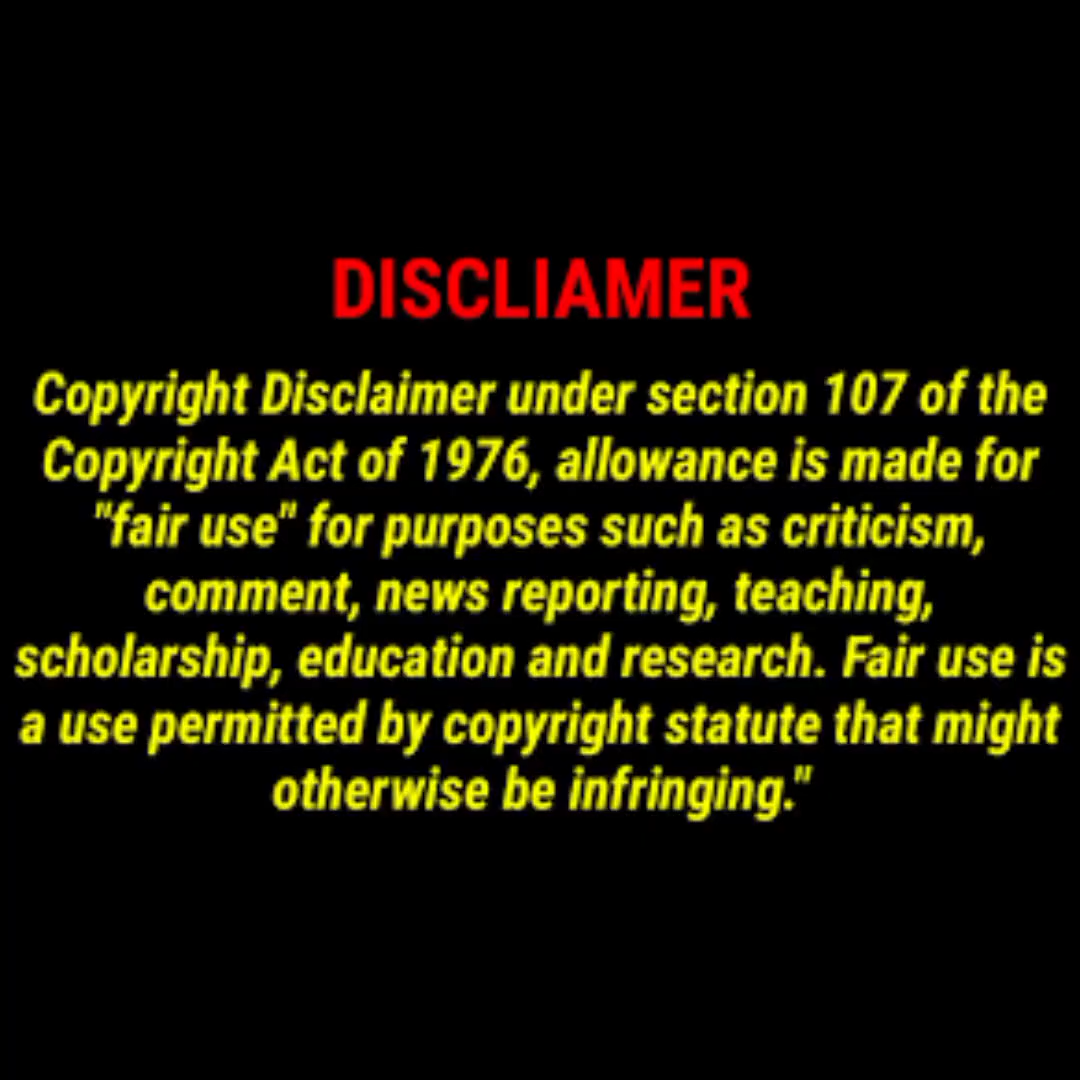 DISCLIAMER
Copyright Disclaimer under section 107 of the
Copyright Act of 1976, allowance is made for
"fair use" for purposes such as criticism,
comment, news reporting, teaching,
scholarship, education and research. Fair use is
a use permitted by copyright statute that might
otherwise be infringing."